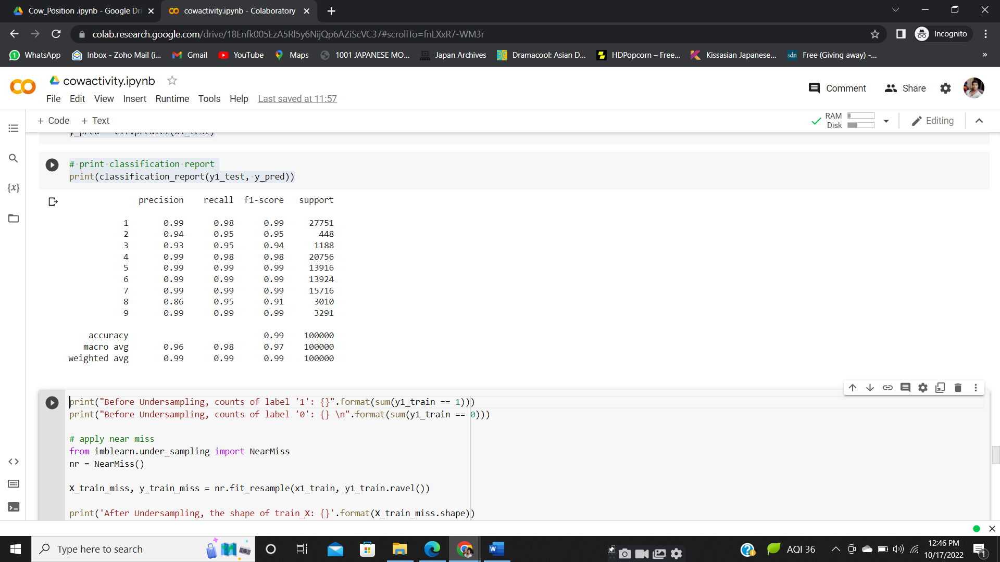 Cow_Position .ipynb - Google Dri
cowactivity.ipynb - Colaboratory
colab.research.google.com/drive/18Enfk005EzA5Rl5y6NijQp6AZiScVC37#scrollTo=fnLXxR7-WM3r
Incognito
WhatsApp
Inbox - Zoho Mail (i...
Gmail
YouTube
Maps
1001 JAPANESE MO...
Japan Archives
Dramacool: Asian D...
HDPopcorn – Free...
Kissasian Japanese...
sdn Free (Giving away) -...
»
cowactivity.ipynb
Comment
Share
File Edit View Insert Runtime Tools Help Last saved at 11:57
+ Code + Text
RAM
Disk
Editing
y_pred = clf.predict(x1_test)
# print classification report
print(classification_report(y1_test, y_pred))
precision recall f1-score support
1 0.99 0.98 0.99 27751
2 0.94 0.95 0.95 448
3 0.93 0.95 0.94 1188
4 0.99 0.98 0.98 20756
5 0.99 0.99 0.99 13916
6 0.99 0.99 0.99 13924
7 0.99 0.99 0.99 15716
8 0.86 0.95 0.91 3010
9 0.99 0.99 0.99 3291
accuracy 0.99 100000
macro avg 0.96 0.98 0.97 100000
weighted avg 0.99 0.99 0.99 100000
print("Before Undersampling, counts of label '1': {}".format(sum(y1_train == 1)))
print("Before Undersampling, counts of label '0': {} \n".format(sum(y1_train == 0)))
# apply near miss
from imblearn.under_sampling import NearMiss
nr = NearMiss()
X_train_miss, y_train_miss = nr.fit_resample(x1_train, y1_train.ravel())
print('After Undersampling, the shape of train_X: {}'.format(X_train_miss.shape))
Type here to search
AQI 36
12:46 PM
10/17/2022
1